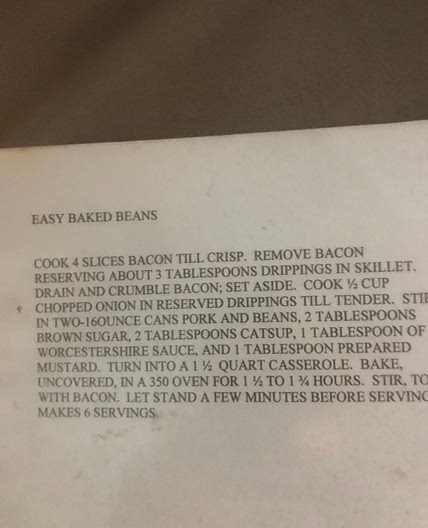 EASY BAKED BEANS
COOK 4 SLICES BACON TILL CRISP. REMOVE BACON
RESERVING ABOUT 3 TABLESPOONS DRIPPINGS IN SKILLET.
DRAIN AND CRUMBLE BACON; SET ASIDE. COOK ½ CUP
CHOPPED ONION IN RESERVED DRIPPINGS TILL TENDER. STIR
IN TWO-16OUNCE CANS PORK AND BEANS, 2 TABLESPOONS
BROWN SUGAR, 2 TABLESPOONS CATSUP, 1 TABLESPOON OF
WORCESTERSHIRE SAUCE, AND 1 TABLESPOON PREPARED
MUSTARD. TURN INTO A 1 ½ QUART CASSEROLE. BAKE,
UNCOVERED, IN A 350 OVEN FOR 1 ½ TO 1 ¾ HOURS. STIR, TO
WITH BACON. LET STAND A FEW MINUTES BEFORE SERVING
MAKES 6 SERVINGS.